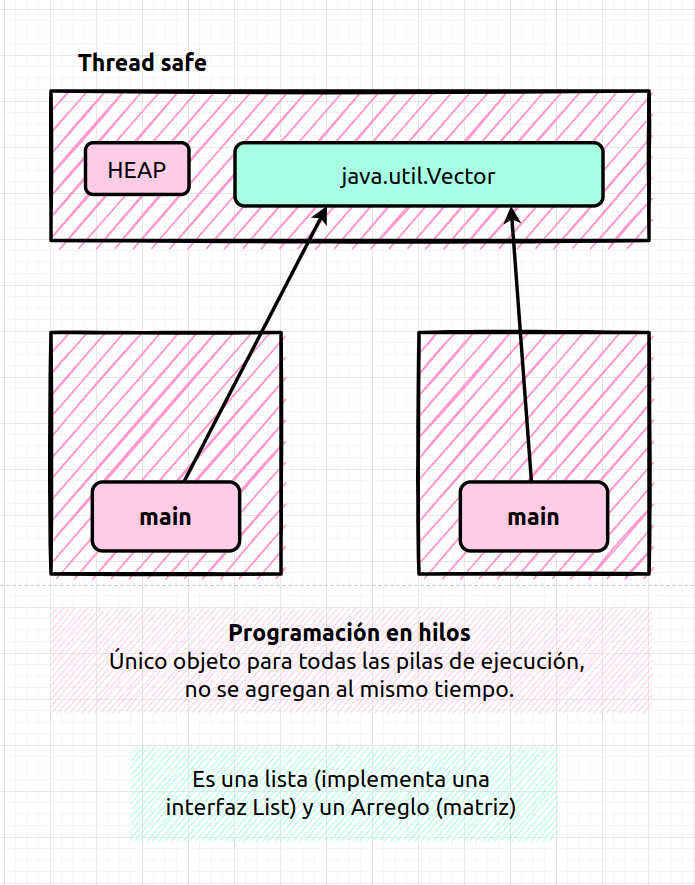 Thread safe
HEAP
java.util.Vector
main
main
Programación en hilos
Único objeto para todas las pilas de ejecución,
no se agregan al mismo tiempo.
Es una lista (implementa una
interfaz List) y un Arreglo (matriz)